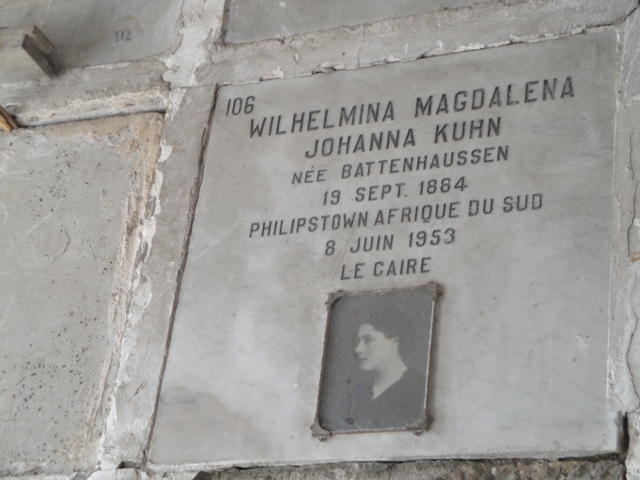 106
WILHELMINA MAGDALENA
JOHANNA KUHN
NÉE BATTENHAUSSEN
19 SEPT. 1884
PHILIPSTOWN AFRIQUE DU SUD
8 JUIN 1953
LE CAIRE